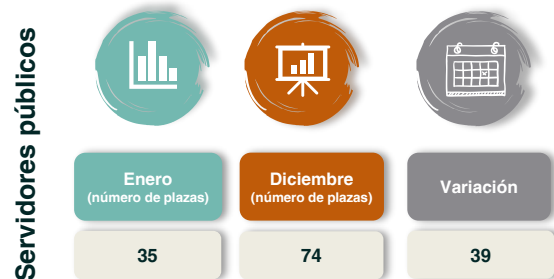 Servidores públicos
Enero
(número de plazas)
Diciembre
(número de plazas)
Variación
35
74
39